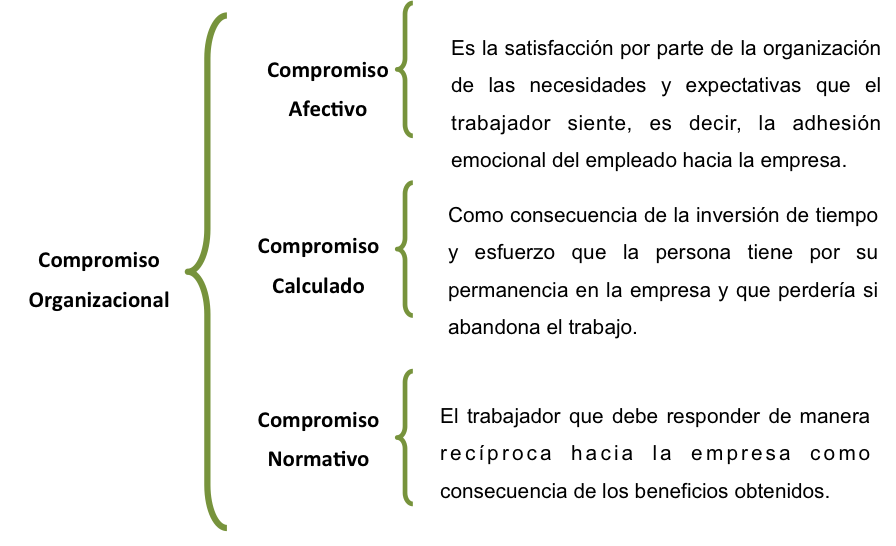 Compromiso
Organizacional
Compromiso
Afectivo
Es la satisfacción por parte de la organización
de las necesidades y expectativas que el
trabajador siente, es decir, la adhesión
emocional del empleado hacia la empresa.
Compromiso
Calculado
Como consecuencia de la inversión de tiempo
y esfuerzo que la persona tiene por su
permanencia en la empresa y que perdería si
abandona el trabajo.
Compromiso
Normativo
El trabajador que debe responder de manera
recíproca hacia la empresa como
consecuencia de los beneficios obtenidos.